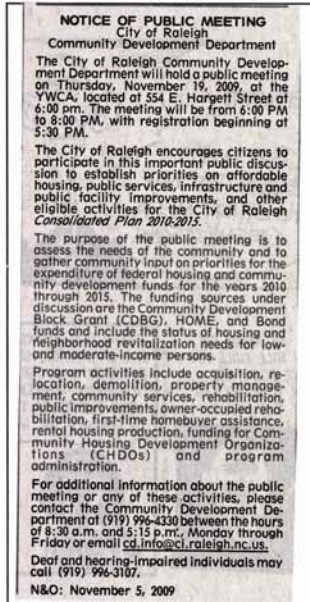 NOTICE OF PUBLIC MEETING
City of Raleigh
Community Development Department
The City of Raleigh Community Develop-
ment Department will hold a public meeting
on Thursday, November 19, 2009, at the
YWCA, located at 554 E. Hargett Street at
6:00 pm. The meeting will be from 6:00 PM
to 8:00 PM, with registration beginning at
5:30 PM.
The City of Raleigh encourages citizens to
participate in this important public discus-
sion to establish priorities on affordable
housing, public services, infrastructure and
public facility improvements, and other
eligible activities for the City of Raleigh
Consolidated Plan 2010-2015.
The purpose of the public meeting is to
assess the needs of the community and to
gather community input on priorities for the
expenditure of federal housing and commu-
nity development funds for the years 2010
through 2015. The funding sources under
discussion are the Community Development
Block Grant (CDBG), HOME, and Bond
funds and include the status of housing and
neighborhood revitalization needs for low-
and moderate-income persons.
Program activities include acquisition, re-
location, demolition, property manage-
ment, community services, rehabilitation,
public improvements, owner-occupied reha-
bilitation, first-time homebuyer assistance,
rental housing production, funding for Com-
munity Housing Development Organiza-
tions (CHDOs) and program
administration.
For additional information about the public
meeting or any of these activities, please
contact the Community Development De-
partment at (919) 996-4330 between the hours
of 8:30 a.m. and 5:15 p.m., Monday through
Friday or email cd.info@ci.raleigh.nc.us.
Deaf and hearing-impaired individuals may
call (919) 996-3107.
N&O: November 5, 2009